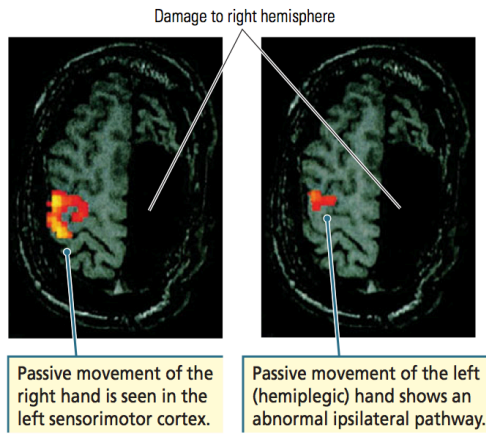 Damage to right hemisphere
Passive movement of the
right hand is seen in the
left sensorimotor cortex.
Passive movement of the left
(hemiplegic) hand shows an
abnormal ipsilateral pathway.